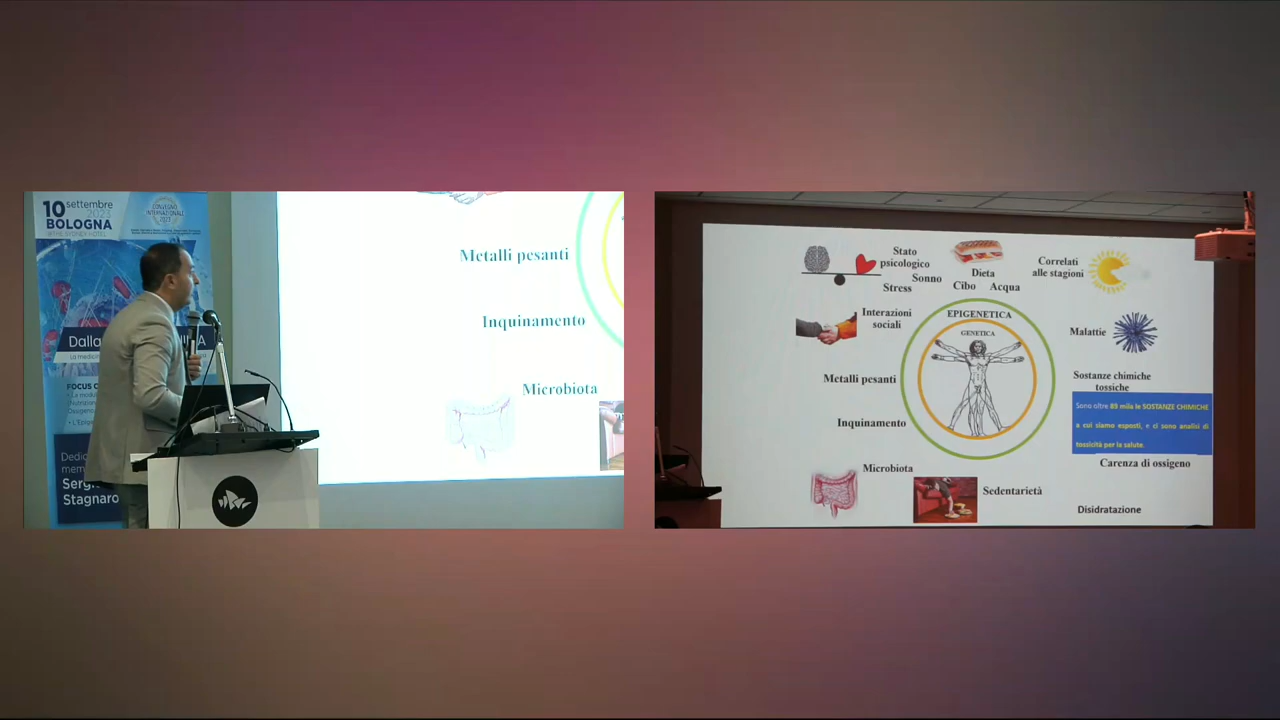 10 settembre
2023
BOLOGNA
CONVEGNO
INTERNAZIONALE
2023
Dalla
FOCUS
Dedic
mem
Sergi
Stagnaro
Metalli pesanti
Inquinamento
Microbiota
Stato
psicologico
Sonno
Stress
Dieta
Cibo Acqua
Correlati
alle stagioni
Interazioni
sociali
EPIGENETICA
GENETICA
Malattie
Metalli pesanti
Sostanze chimiche
tossiche
Sono oltre 83 mila le SOSTANZE CHIMICHE
a cui siamo esposti, e ci sono analisi di
tossicità per la salute.
Inquinamento
Carenza di ossigeno
Microbiota
Sedentarietà
Disidratazione